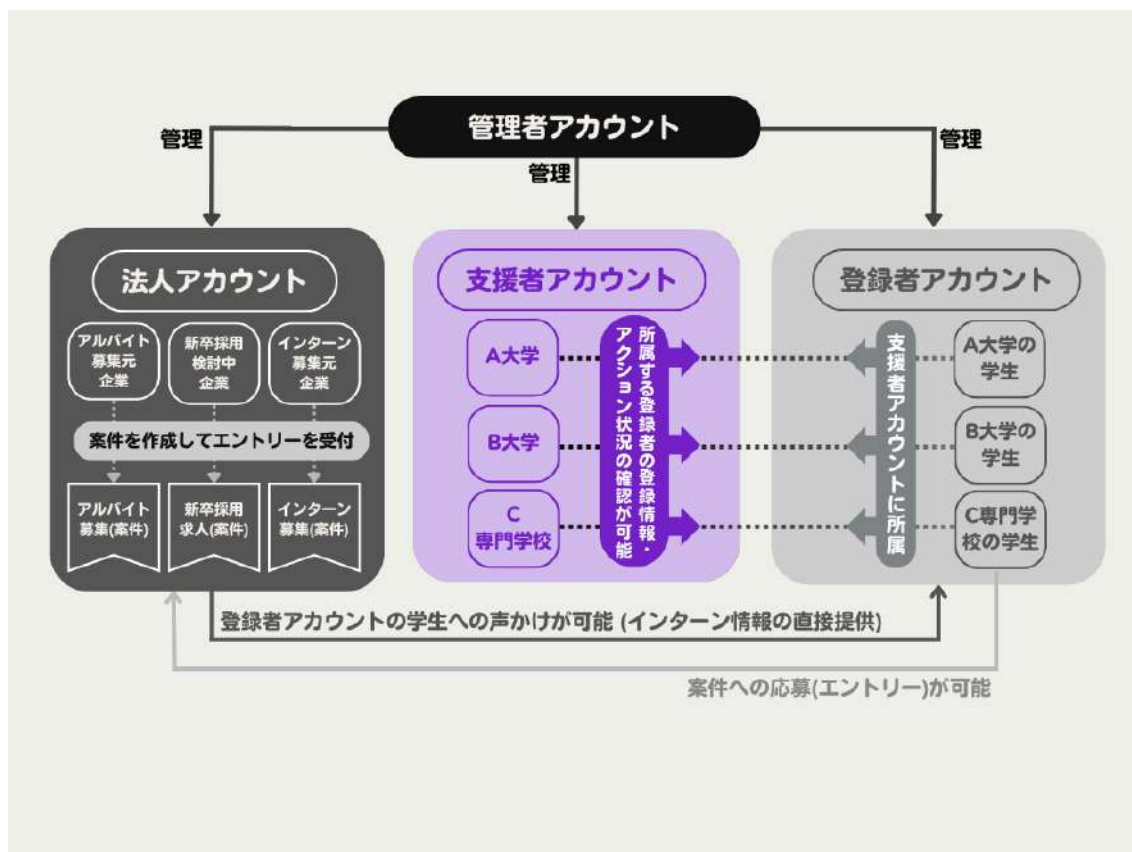 管理者アカウント
管理
管理
管理
法人アカウント
アルバイト
募集元
企業
新卒採用
検討中
企業
インターン
募集元
企業
案件を作成してエントリーを受付
アルバイト
募集(案件)
新卒採用
求人(案件)
インターン
募集(案件)
支援者アカウント
A大学
B大学
C
専門学校
所属する登録者の登録情報・
アクション状況の確認が可能
登録者アカウント
支援者アカウントに所属
A大学の
学生
B大学の
学生
C専門学
校の学生
登録者アカウントの学生への声かけが可能 (インターン情報の直接提供)
案件への応募(エントリー)が可能